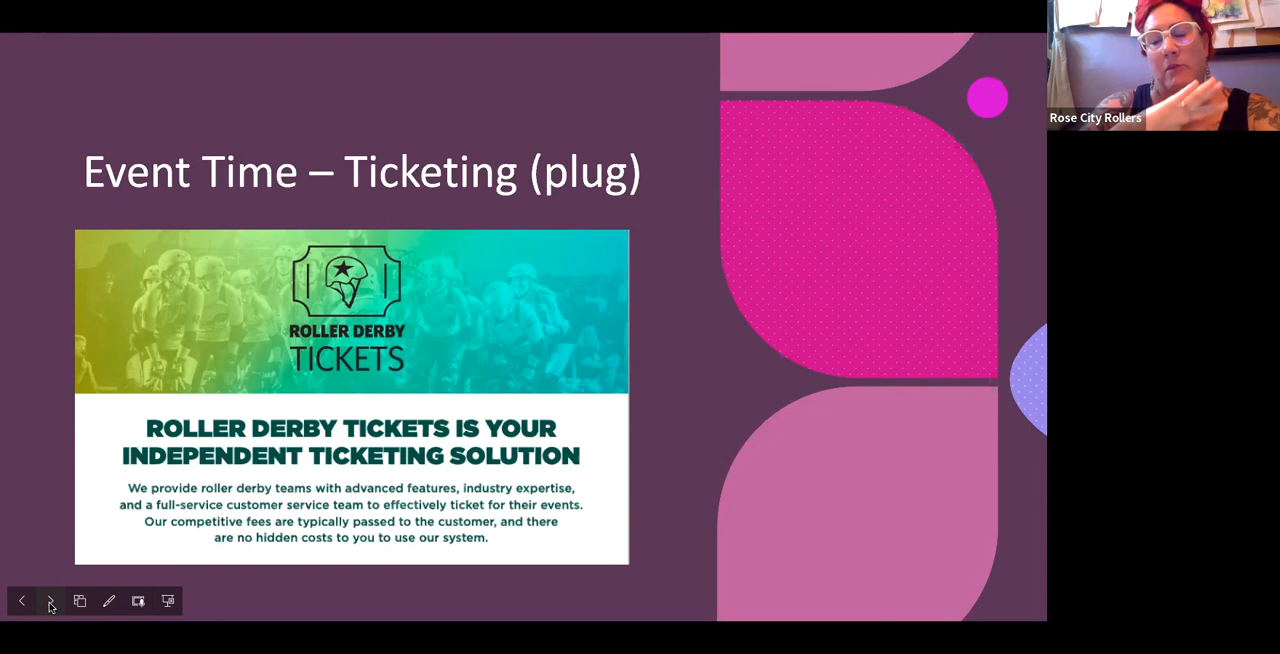 Event Time – Ticketing (plug)
ROLLER DERBY
TICKETS
ROLLER DERBY TICKETS IS YOUR
INDEPENDENT TICKETING SOLUTION
We provide roller derby teams with advanced features, industry expertise,
and a full-service customer service team to effectively ticket for their events.
Our competitive fees are typically passed to the customer, and there
are no hidden costs to you to use our system.
Rose City Rollers